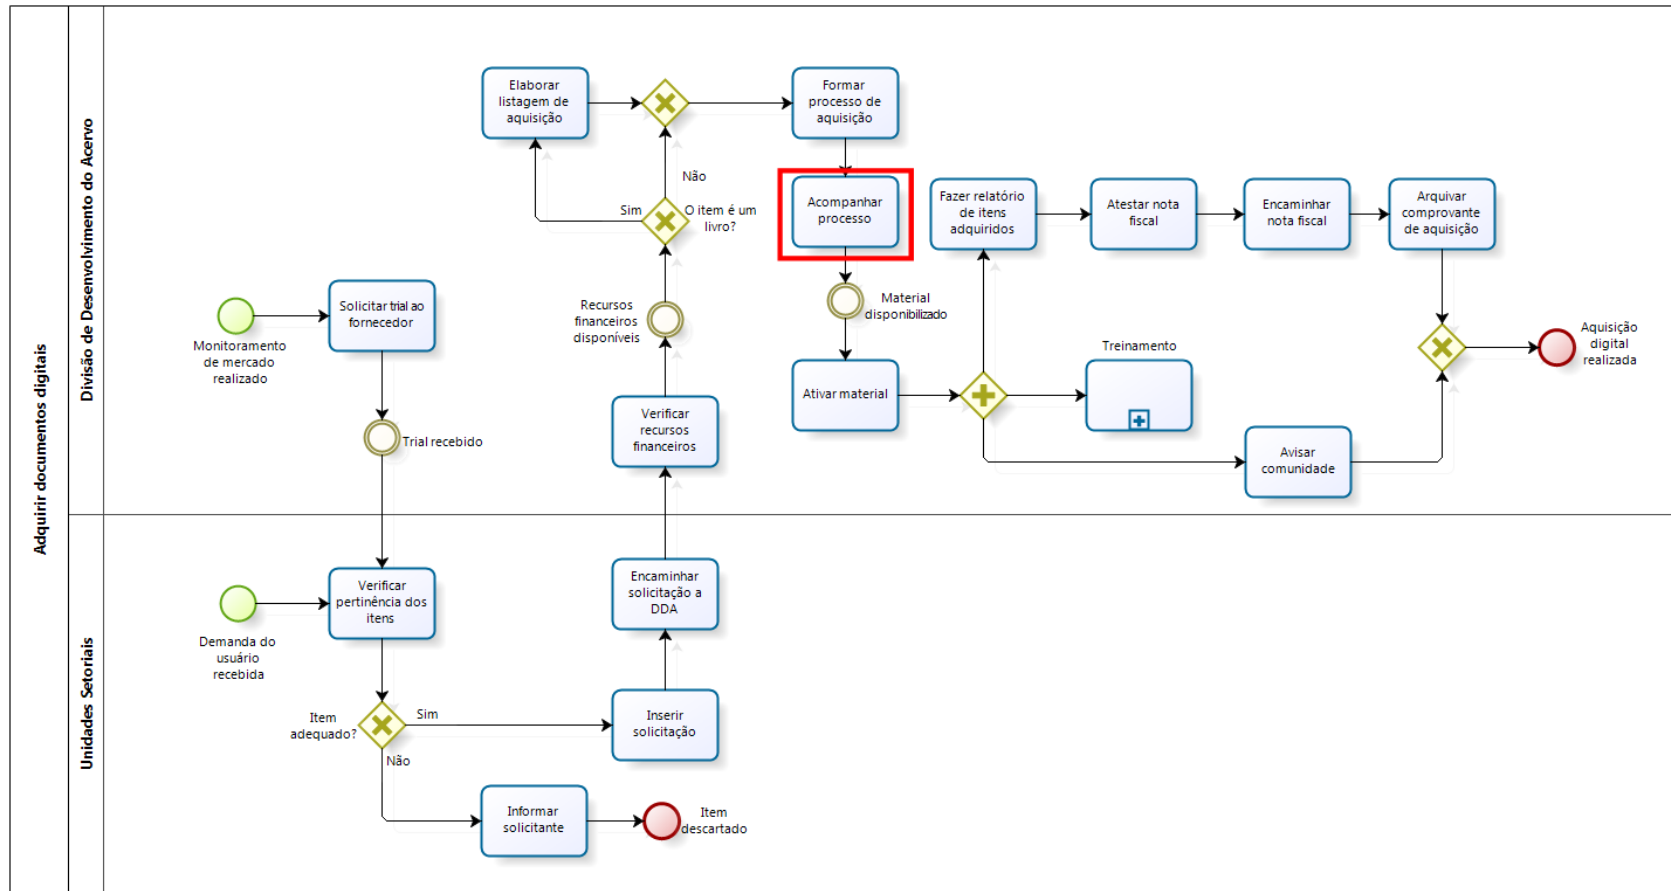 Adquirir documentos digitais
Divisão de Desenvolvimento do Acervo
Elaborar
listagem de
aquisição
Formar
processo de
aquisição
Não
Sim
O item é um
livro?
Acompanhar
processo
Fazer relatório
de itens
adquiridos
Atestar nota
fiscal
Encaminhar
nota fiscal
Arquivar
comprovante
de aquisição
Solicitar trial ao
fornecedor
Monitoramento
de mercado
realizado
Recursos
financeiros
disponíveis
Material
disponibilizado
Treinamento
Aquisição
digital
realizada
Trial recebido
Verificar
recursos
financeiros
Ativar material
Avisar
comunidade
Unidades Setoriais
Verificar
pertinência dos
itens
Demanda do
usuário
recebida
Encaminhar
solicitação a
DDA
Item
adequado?
Sim
Não
Inserir
solicitação
Informar
solicitante
Item
descartado